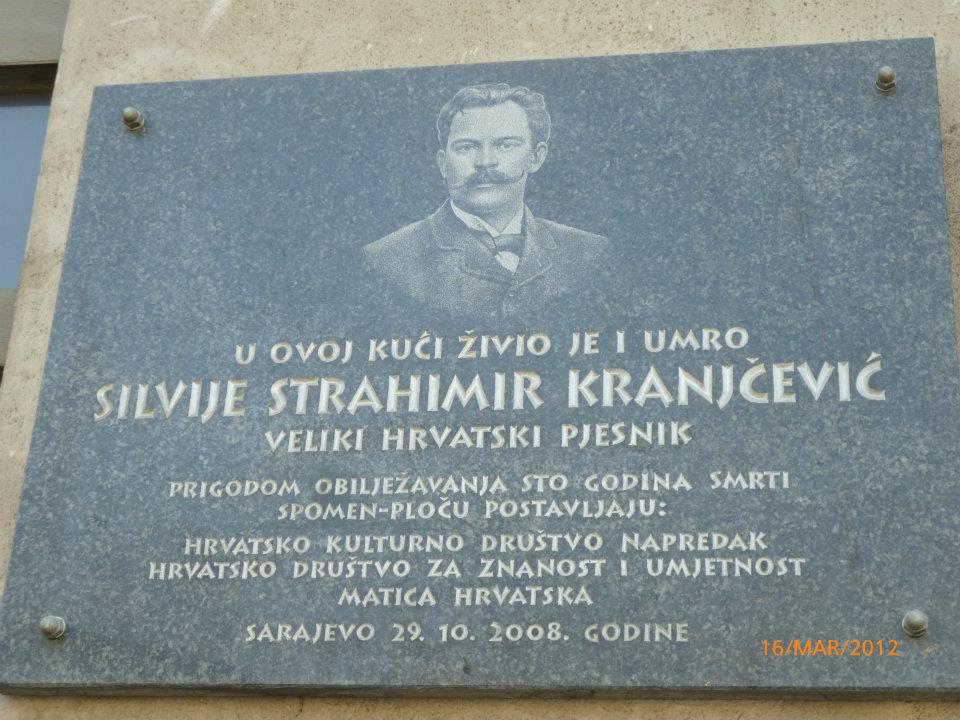 U OVOJ KUĆI ŽIVIO JE I UMRO
SILVIJE STRAHIMIR KRANJČEVIĆ
VELIKI HRVATSKI PJESNIK
PRIGODOM OBILJEŽAVANJA STO GODINA SMRTI
SPOMEN-PLOČU POSTAVLJAJU:
HRVATSKO KULTURNO DRUŠTVO NAPREDAK
HRVATSKO DRUŠTVO ZA ZNANOST I UMJETNOST
MATICA HRVATSKA
SARAJEVO 29. 10. 2008. GODINE
16/MAR/2012